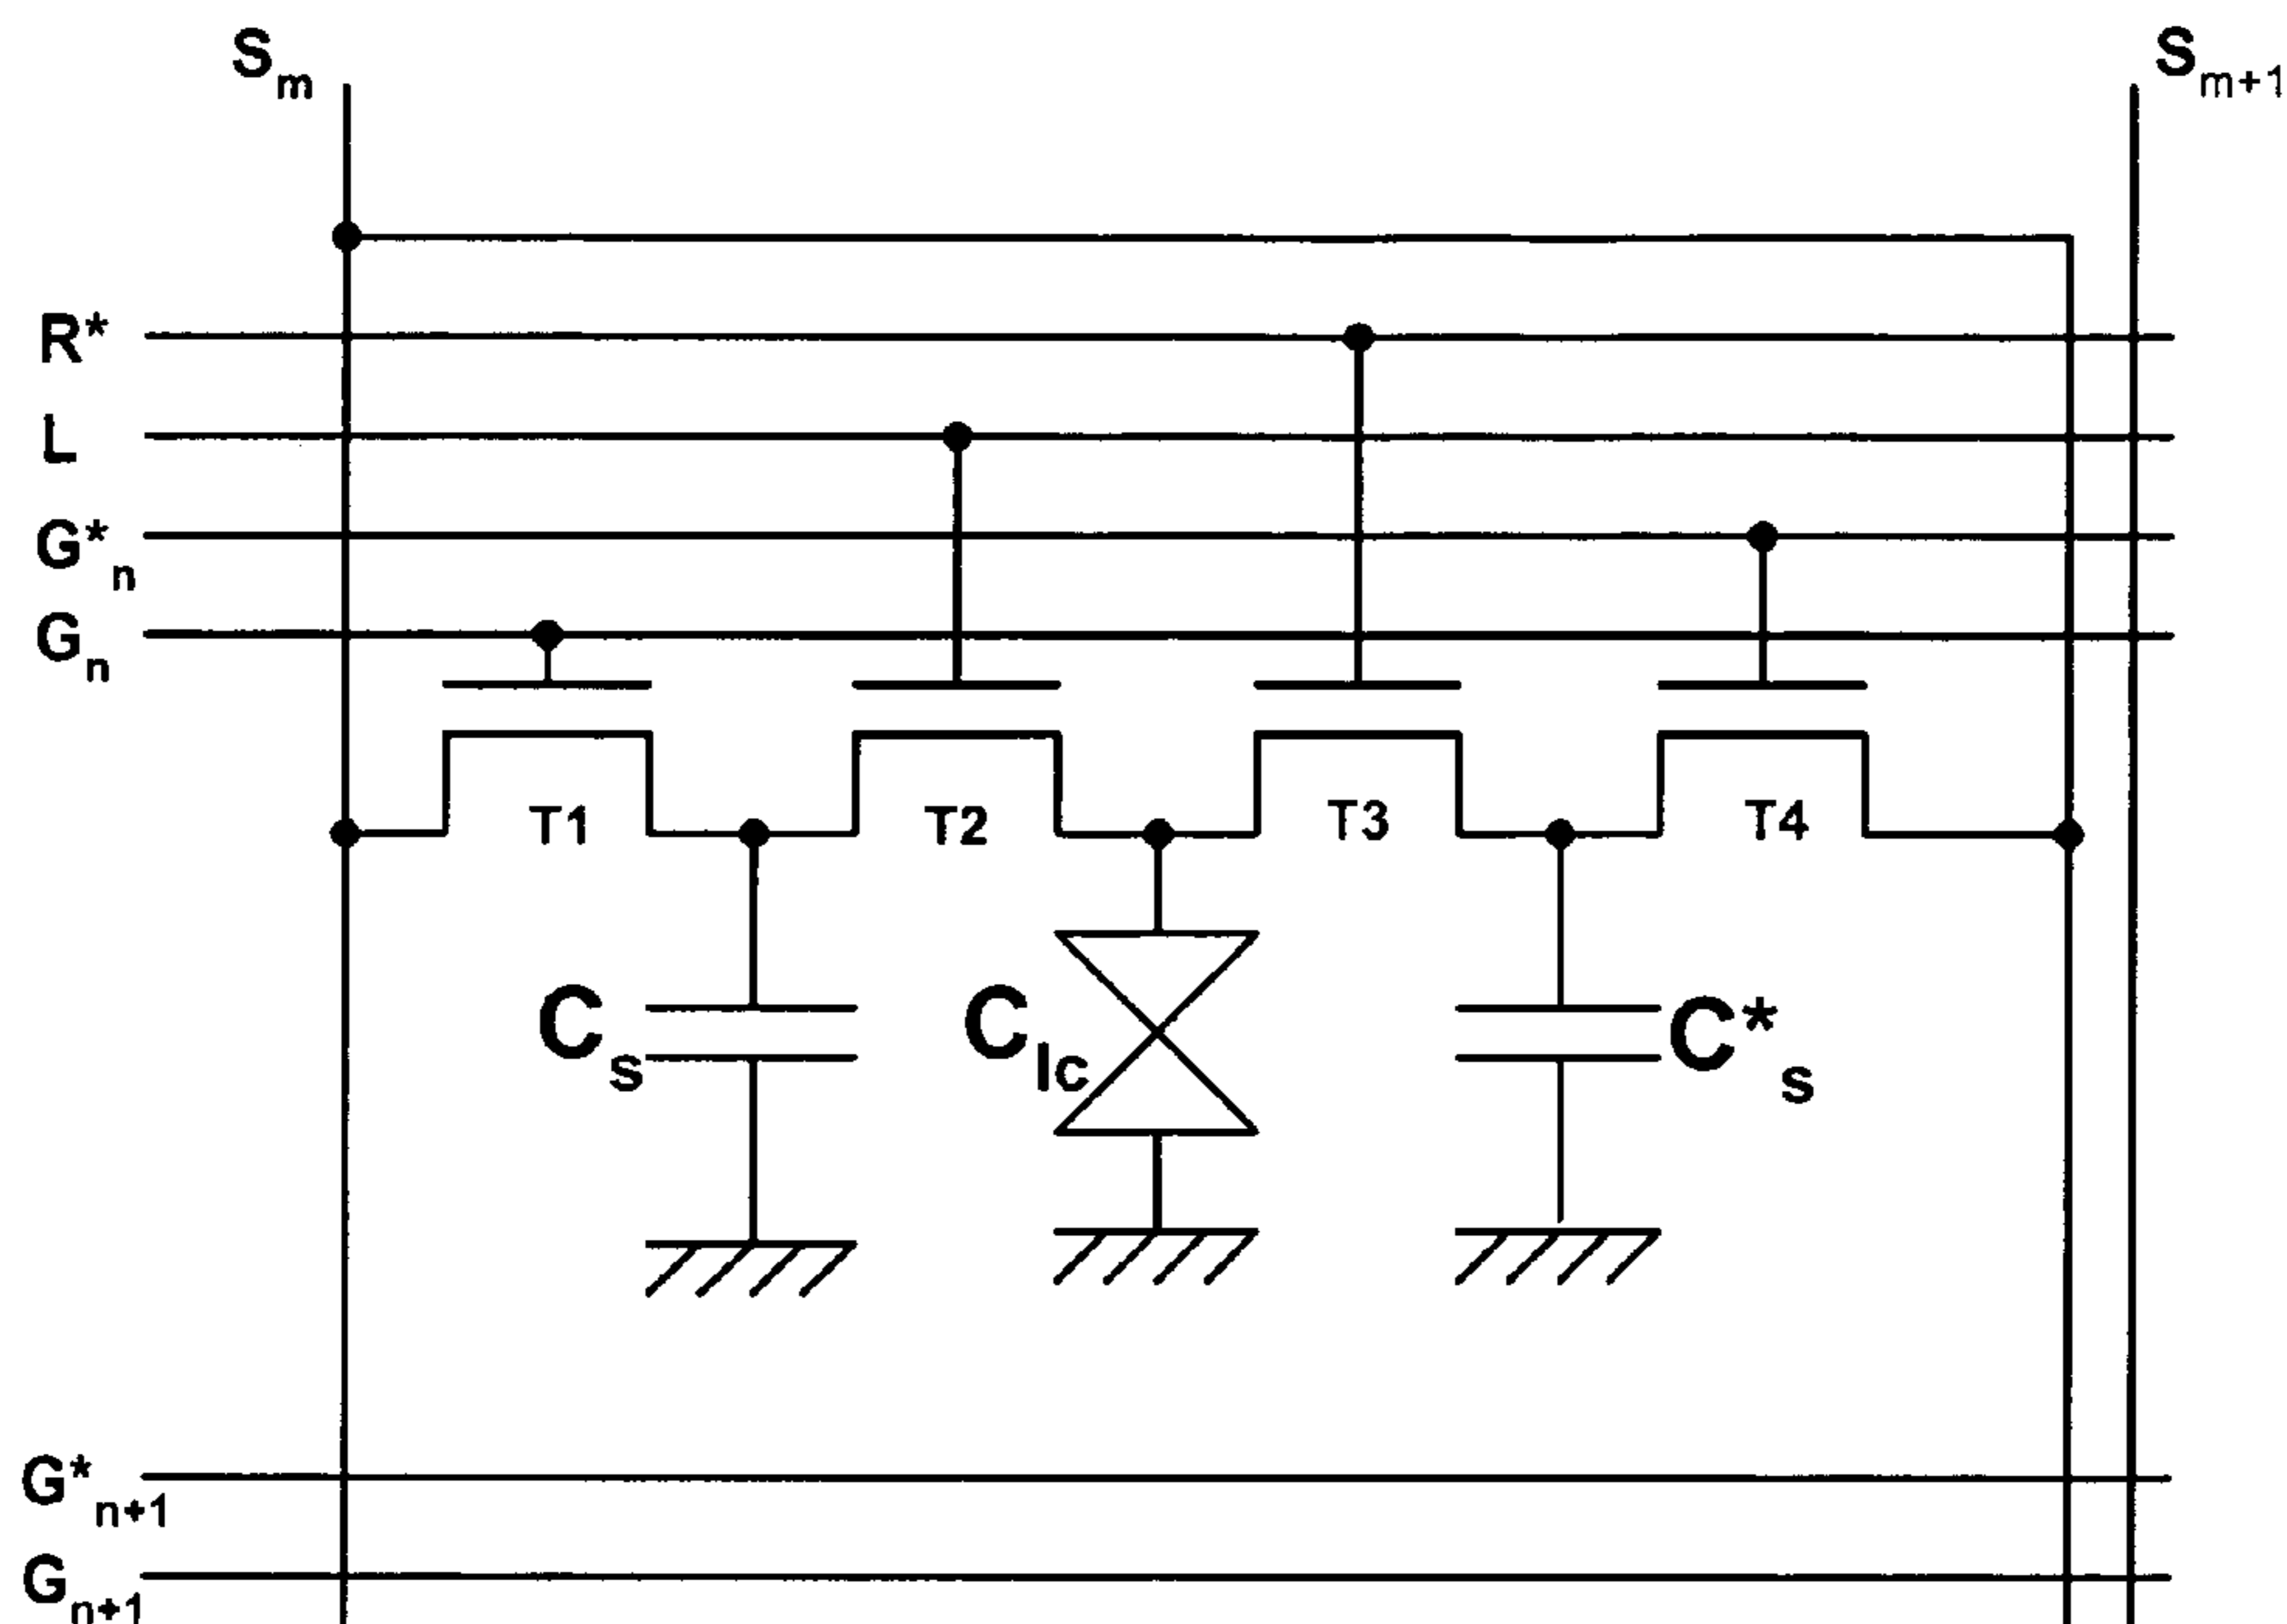 Sm Sm+1
R*
L
G*n
Gn
T1 T2 T3 T4
Cs Clc C*s
G*n+1
Gn+1